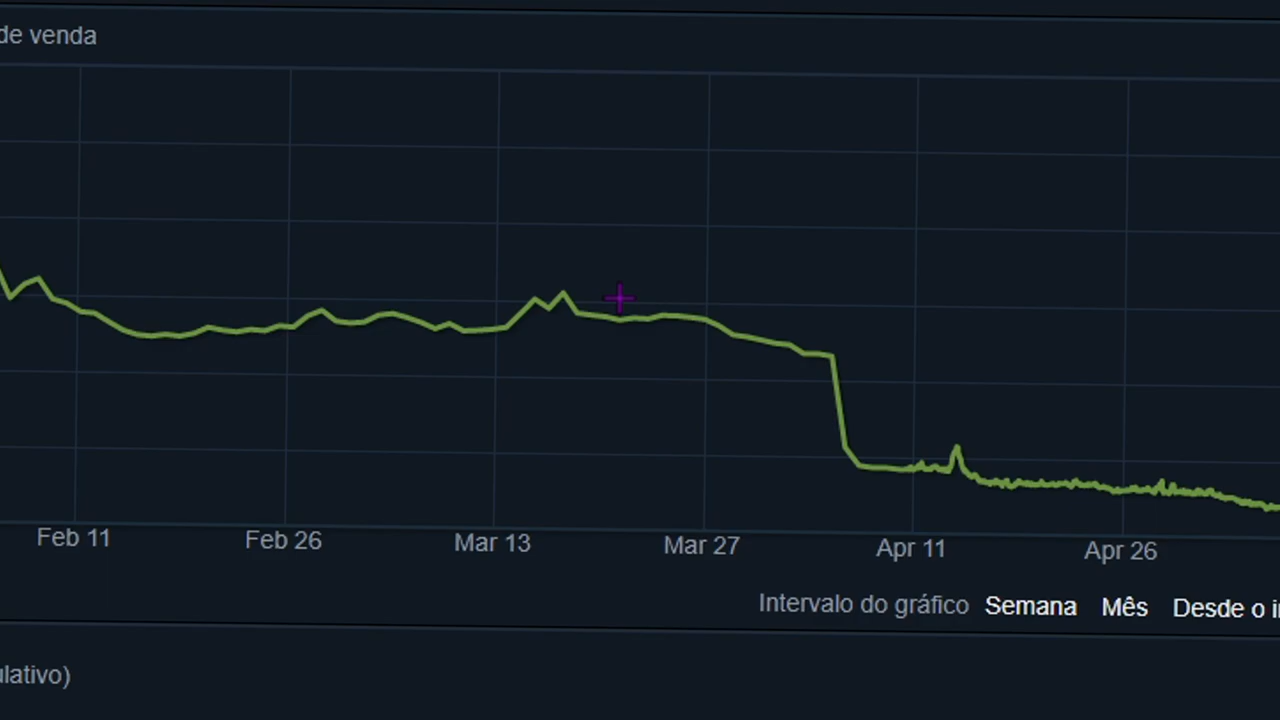 de venda
Feb 11 Feb 26 Mar 13 Mar 27 Apr 11 Apr 26
Intervalo do gráfico Semana Mês Desde o